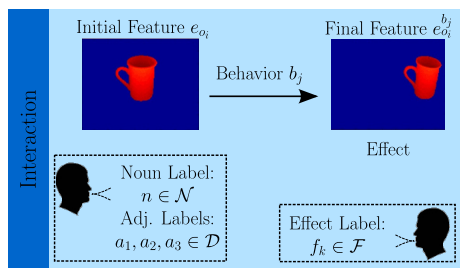 Interaction
Initial Feature $e_{o_i}$
Final Feature $e_{o_i}^{b_j}$
Behavior $b_j$
Effect
Noun Label:
$n \in \mathcal{N}$
Adj. Labels:
$a_1, a_2, a_3 \in \mathcal{D}$
Effect Label:
$f_k \in \mathcal{F}$